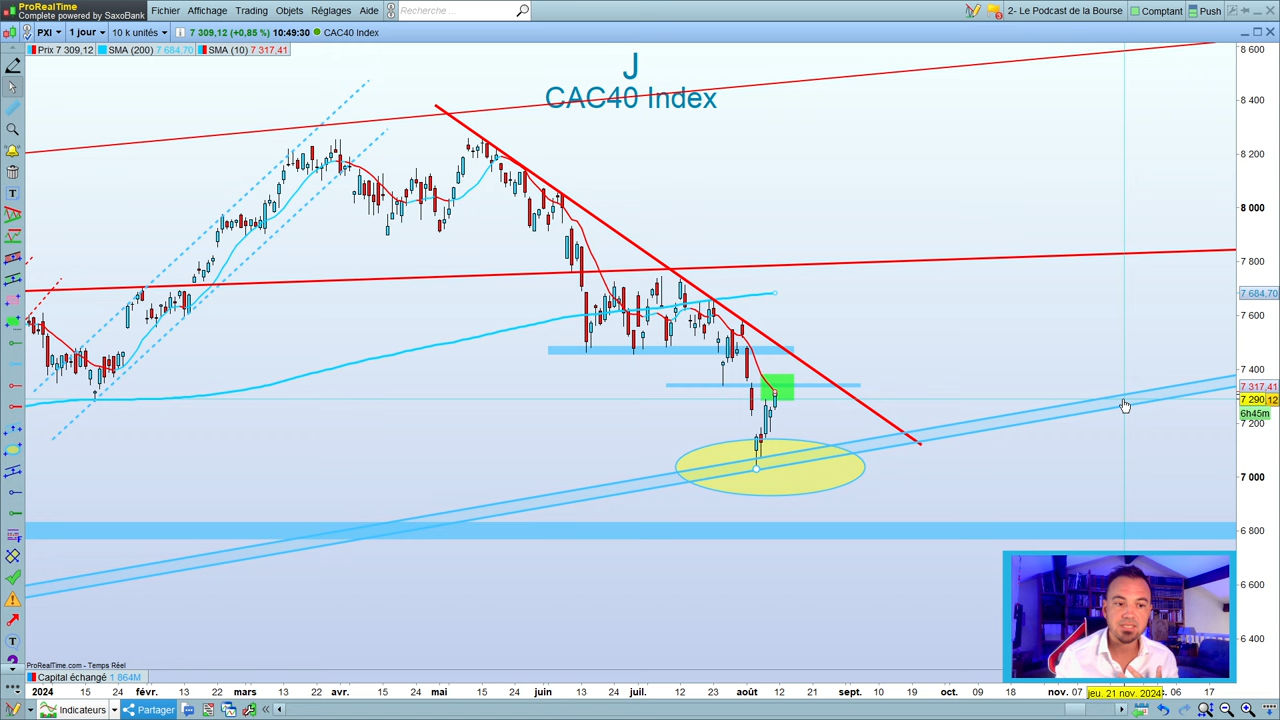 ProRealTime
Complete powered by SaxoBank
Fichier Affichage Trading Objets Réglages Aide Recherche ...
2- Le Podcast de la Bourse Comptant Push
PXI 1 jour 10 k unités 7 309,12 (+0,85 %) 10:49:30 CAC40 Index
Prix 7 309,12 SMA (200) 7 684,70 SMA (10) 7 317,41
J
CAC40 Index
8 600
8 400
8 200
8 000
7 800
7 684,70
7 600
7 400
7 317,41
7 290,12
6h45m
7 200
7 000
6 800
6 600
6 400
ProRealTime.com - Temps Réel
Capital échangé 1 864M
2024 15 24 févr. 13 22 mars 13 22 avr. 15 24 mai 15 24 juin 12 21 juil. 12 23 août 12 21 sept. 10 19 oct. 09 18 nov. 07 jeu. 21 nov. 2024 06 17
Indicateurs Partager